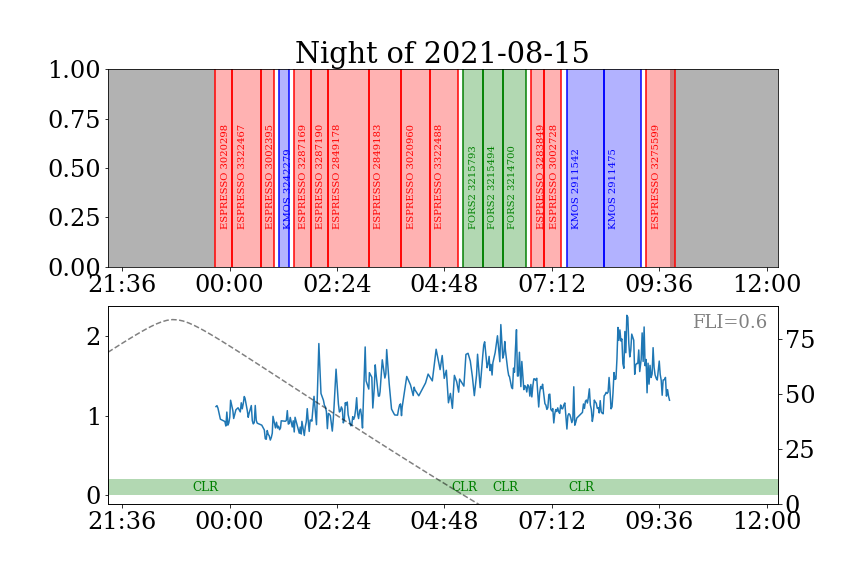 Night of 2021-08-15
1.00
0.75
0.50
0.25
0.00
ESPRESSO 3020298
ESPRESSO 3322467
ESPRESSO 3002395
KMOS 3242279
ESPRESSO 3287169
ESPRESSO 3287190
ESPRESSO 2849178
ESPRESSO 2849183
ESPRESSO 3020960
ESPRESSO 3322488
FORS2 3215793
FORS2 3215494
FORS2 3214700
ESPRESSO 3283849
ESPRESSO 3002728
KMOS 2911542
KMOS 2911475
ESPRESSO 3275599
21:36 00:00 02:24 04:48 07:12 09:36 12:00
FLI=0.6
2
1
0
75
50
25
0
CLR CLR CLR CLR
21:36 00:00 02:24 04:48 07:12 09:36 12:00